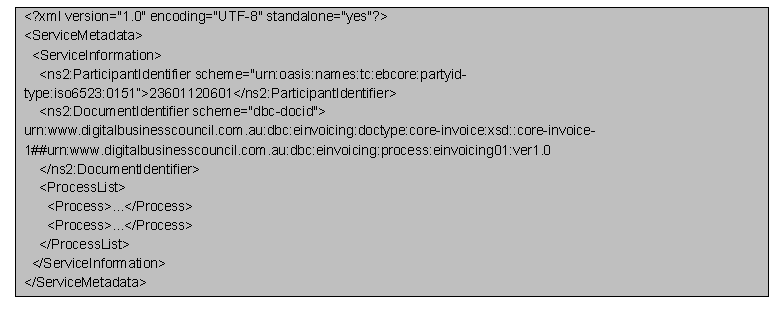 <?xml version="1.0" encoding="UTF-8" standalone="yes"?>
<ServiceMetadata>
<ServiceInformation>
<ns2:ParticipantIdentifier scheme="urn:oasis:names:tc:ebcore:partyid-
type:iso6523:0151">23601120601</ns2:ParticipantIdentifier>
<ns2:DocumentIdentifier scheme="dbc-docid">
urn:www.digitalbusinesscouncil.com.au:dbc:einvoicing:doctype:core-invoice:xsd::core-invoice-
1##urn:www.digitalbusinesscouncil.com.au:dbc:einvoicing:process:einvoicing01:ver1.0
</ns2:DocumentIdentifier>
<ProcessList>
<Process>...</Process>
<Process>...</Process>
</ProcessList>
</ServiceInformation>
</ServiceMetadata>